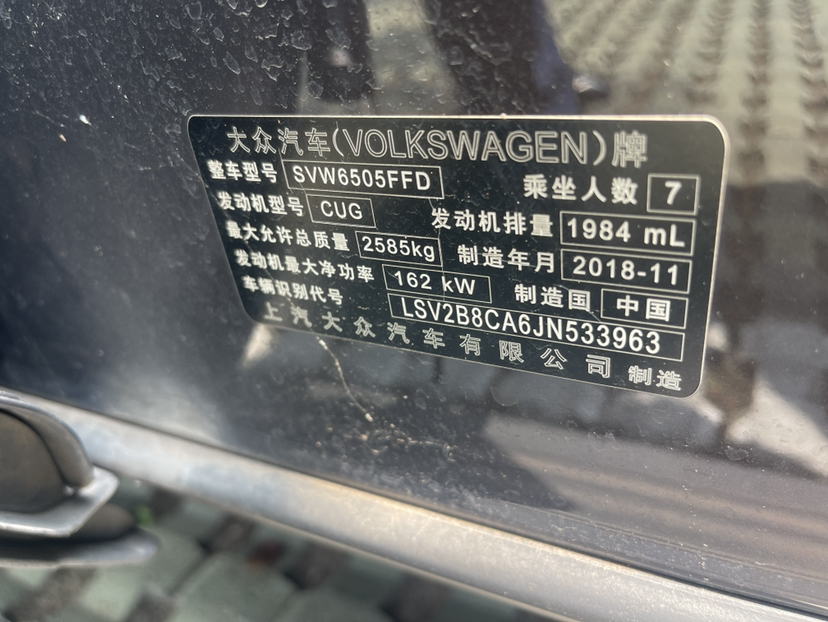 大众汽车(VOLKSWAGEN)牌
整车型号 SVW6505FFD 乘坐人数 7
发动机型号 CUG 发动机排量 1984 mL
最大允许总质量 2585kg 制造年月 2018-11
发动机最大净功率 162 kW 制造国 中国
车辆识别代号 LSV2B8CA6JN533963
上汽大众汽车有限公司 制造